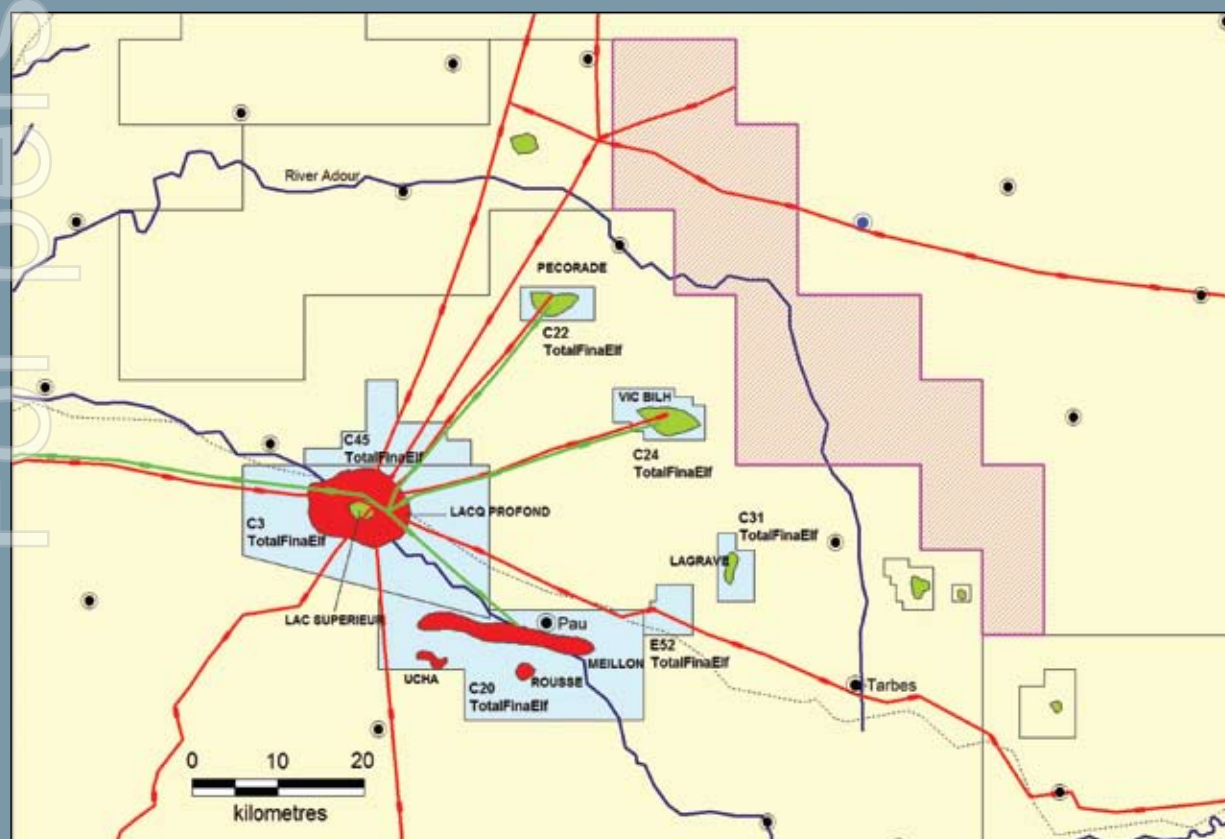 River Adour
PECORADE
C22
TotalFinaElf
VIC BILH
C24
TotalFinaElf
C45
TotalFinaElf
LACQ PROFOND
C3
TotalFinaElf
C31
TotalFinaElf
LAGRAVE
LAC SUPERIEUR
Pau
E52
TotalFinaElf
MEILLON
UCHA
ROUSSE
C20
TotalFinaElf
Tarbes
0 10 20
kilometres